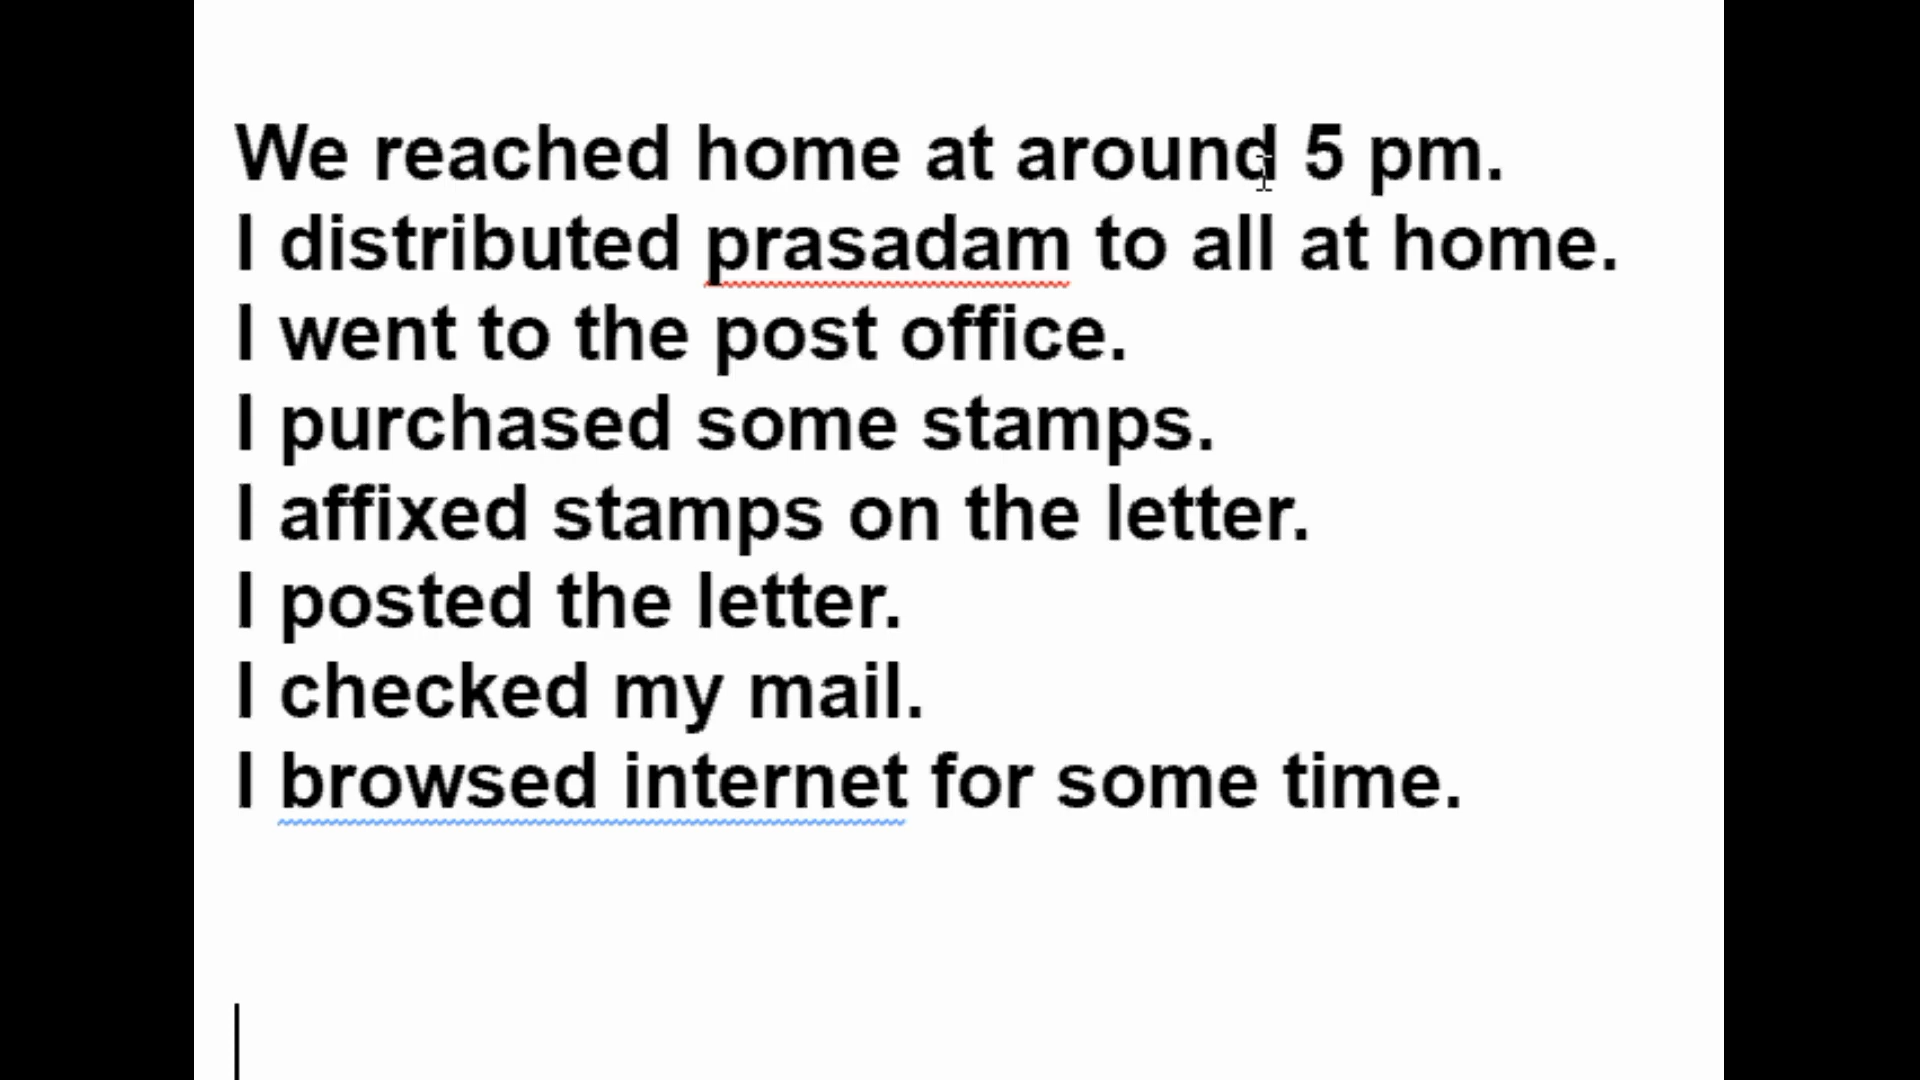 We reached home at around 5 pm.
I distributed prasadam to all at home.
I went to the post office.
I purchased some stamps.
I affixed stamps on the letter.
I posted the letter.
I checked my mail.
I browsed internet for some time.